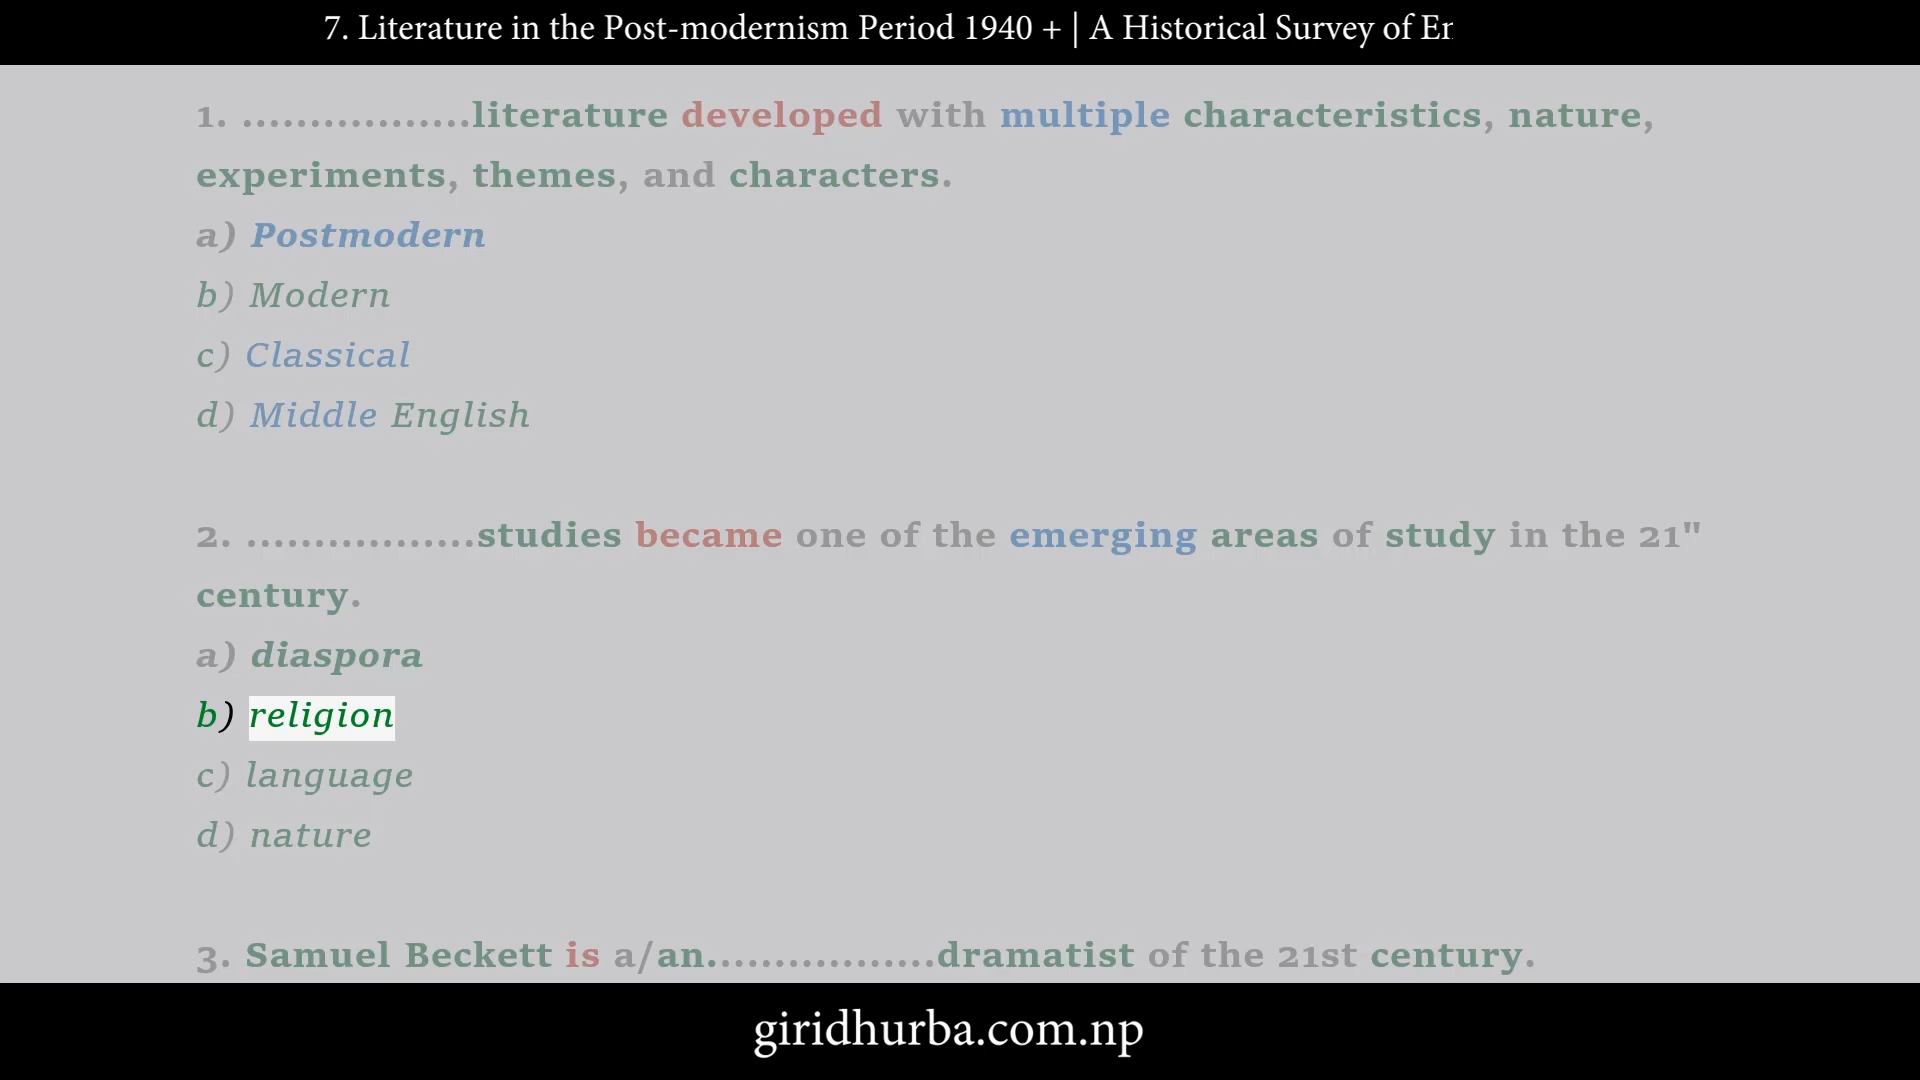 7. Literature in the Post-modernism Period 1940 + | A Historical Survey of En
1. .................literature developed with multiple characteristics, nature,
experiments, themes, and characters.
a) Postmodern
b) Modern
c) Classical
d) Middle English
2. .................studies became one of the emerging areas of study in the 21"
century.
a) diaspora
b) religion
c) language
d) nature
3. Samuel Beckett is a/an.................dramatist of the 21st century.
giridhurba.com.np